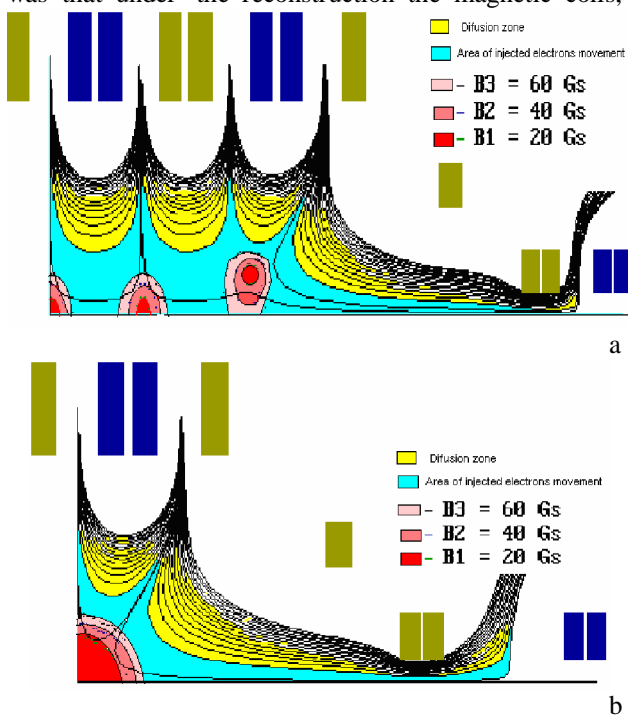 was that under the reconstruction the magnetic coils,
Difusion zone
Area of injected electrons movement
- B3 = 60 Gs
- B2 = 40 Gs
- B1 = 20 Gs
a
Difusion zone
Area of injected electrons movement
- B3 = 60 Gs
- B2 = 40 Gs
- B1 = 20 Gs
b